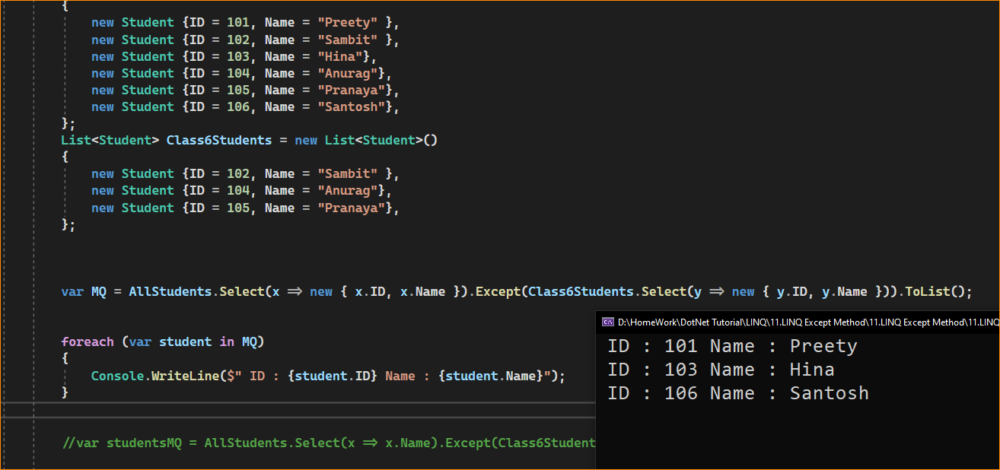 {
new Student {ID = 101, Name = "Preety" },
new Student {ID = 102, Name = "Sambit" },
new Student {ID = 103, Name = "Hina"},
new Student {ID = 104, Name = "Anurag"},
new Student {ID = 105, Name = "Pranaya"},
new Student {ID = 106, Name = "Santosh"},
};
List<Student> Class6Students = new List<Student>()
{
new Student {ID = 102, Name = "Sambit" },
new Student {ID = 104, Name = "Anurag"},
new Student {ID = 105, Name = "Pranaya"},
};
var MQ = AllStudents.Select(x => new { x.ID, x.Name }).Except(Class6Students.Select(y => new { y.ID, y.Name })).ToList();
foreach (var student in MQ)
{
Console.WriteLine($" ID : {student.ID} Name : {student.Name}");
}
//var studentsMQ = AllStudents.Select(x => x.Name).Except(Class6Student
D:\HomeWork\DotNet Tutorial\LINQ\11.LINQ Except Method\11.LINQ Except Method\11.LINQ
ID : 101 Name : Preety
ID : 103 Name : Hina
ID : 106 Name : Santosh